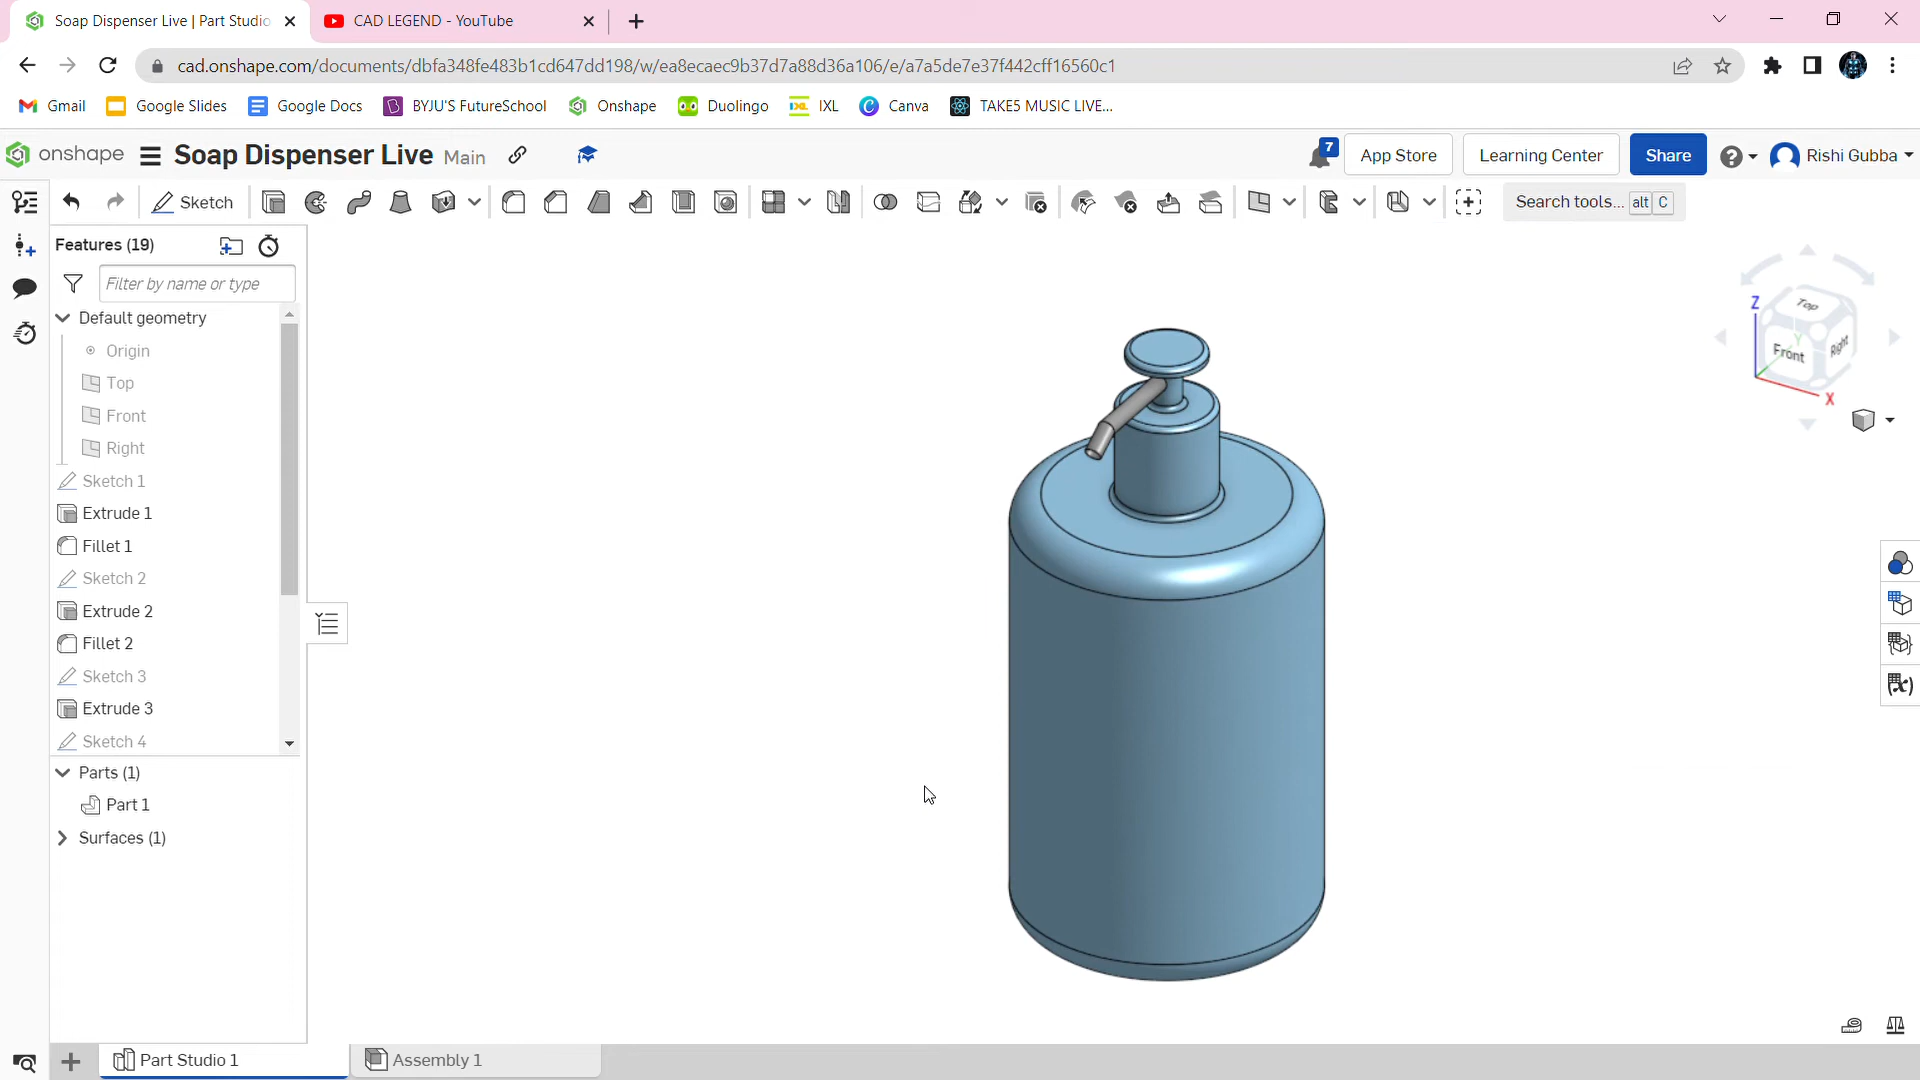 Soap Dispenser Live | Part Studio
CAD LEGEND - YouTube
cad.onshape.com/documents/dbfa348fe483b1cd647dd198/w/ea8ecaec9b37d7a88d36a106/e/a7a5de7e37f442cff16560c1
Gmail Google Slides Google Docs BYJU'S FutureSchool Onshape Duolingo IXL Canva TAKE5 MUSIC LIVE...
onshape Soap Dispenser Live Main 7 App Store Learning Center Share Rishi Gubba
Sketch Search tools... alt C
Features (19)
Filter by name or type
Default geometry
Origin
Top
Front
Right
Sketch 1
Extrude 1
Fillet 1
Sketch 2
Extrude 2
Fillet 2
Sketch 3
Extrude 3
Sketch 4
Parts (1)
Part 1
Surfaces (1)
Z
Top
Y
Front
Right
X
(x)
Part Studio 1
Assembly 1